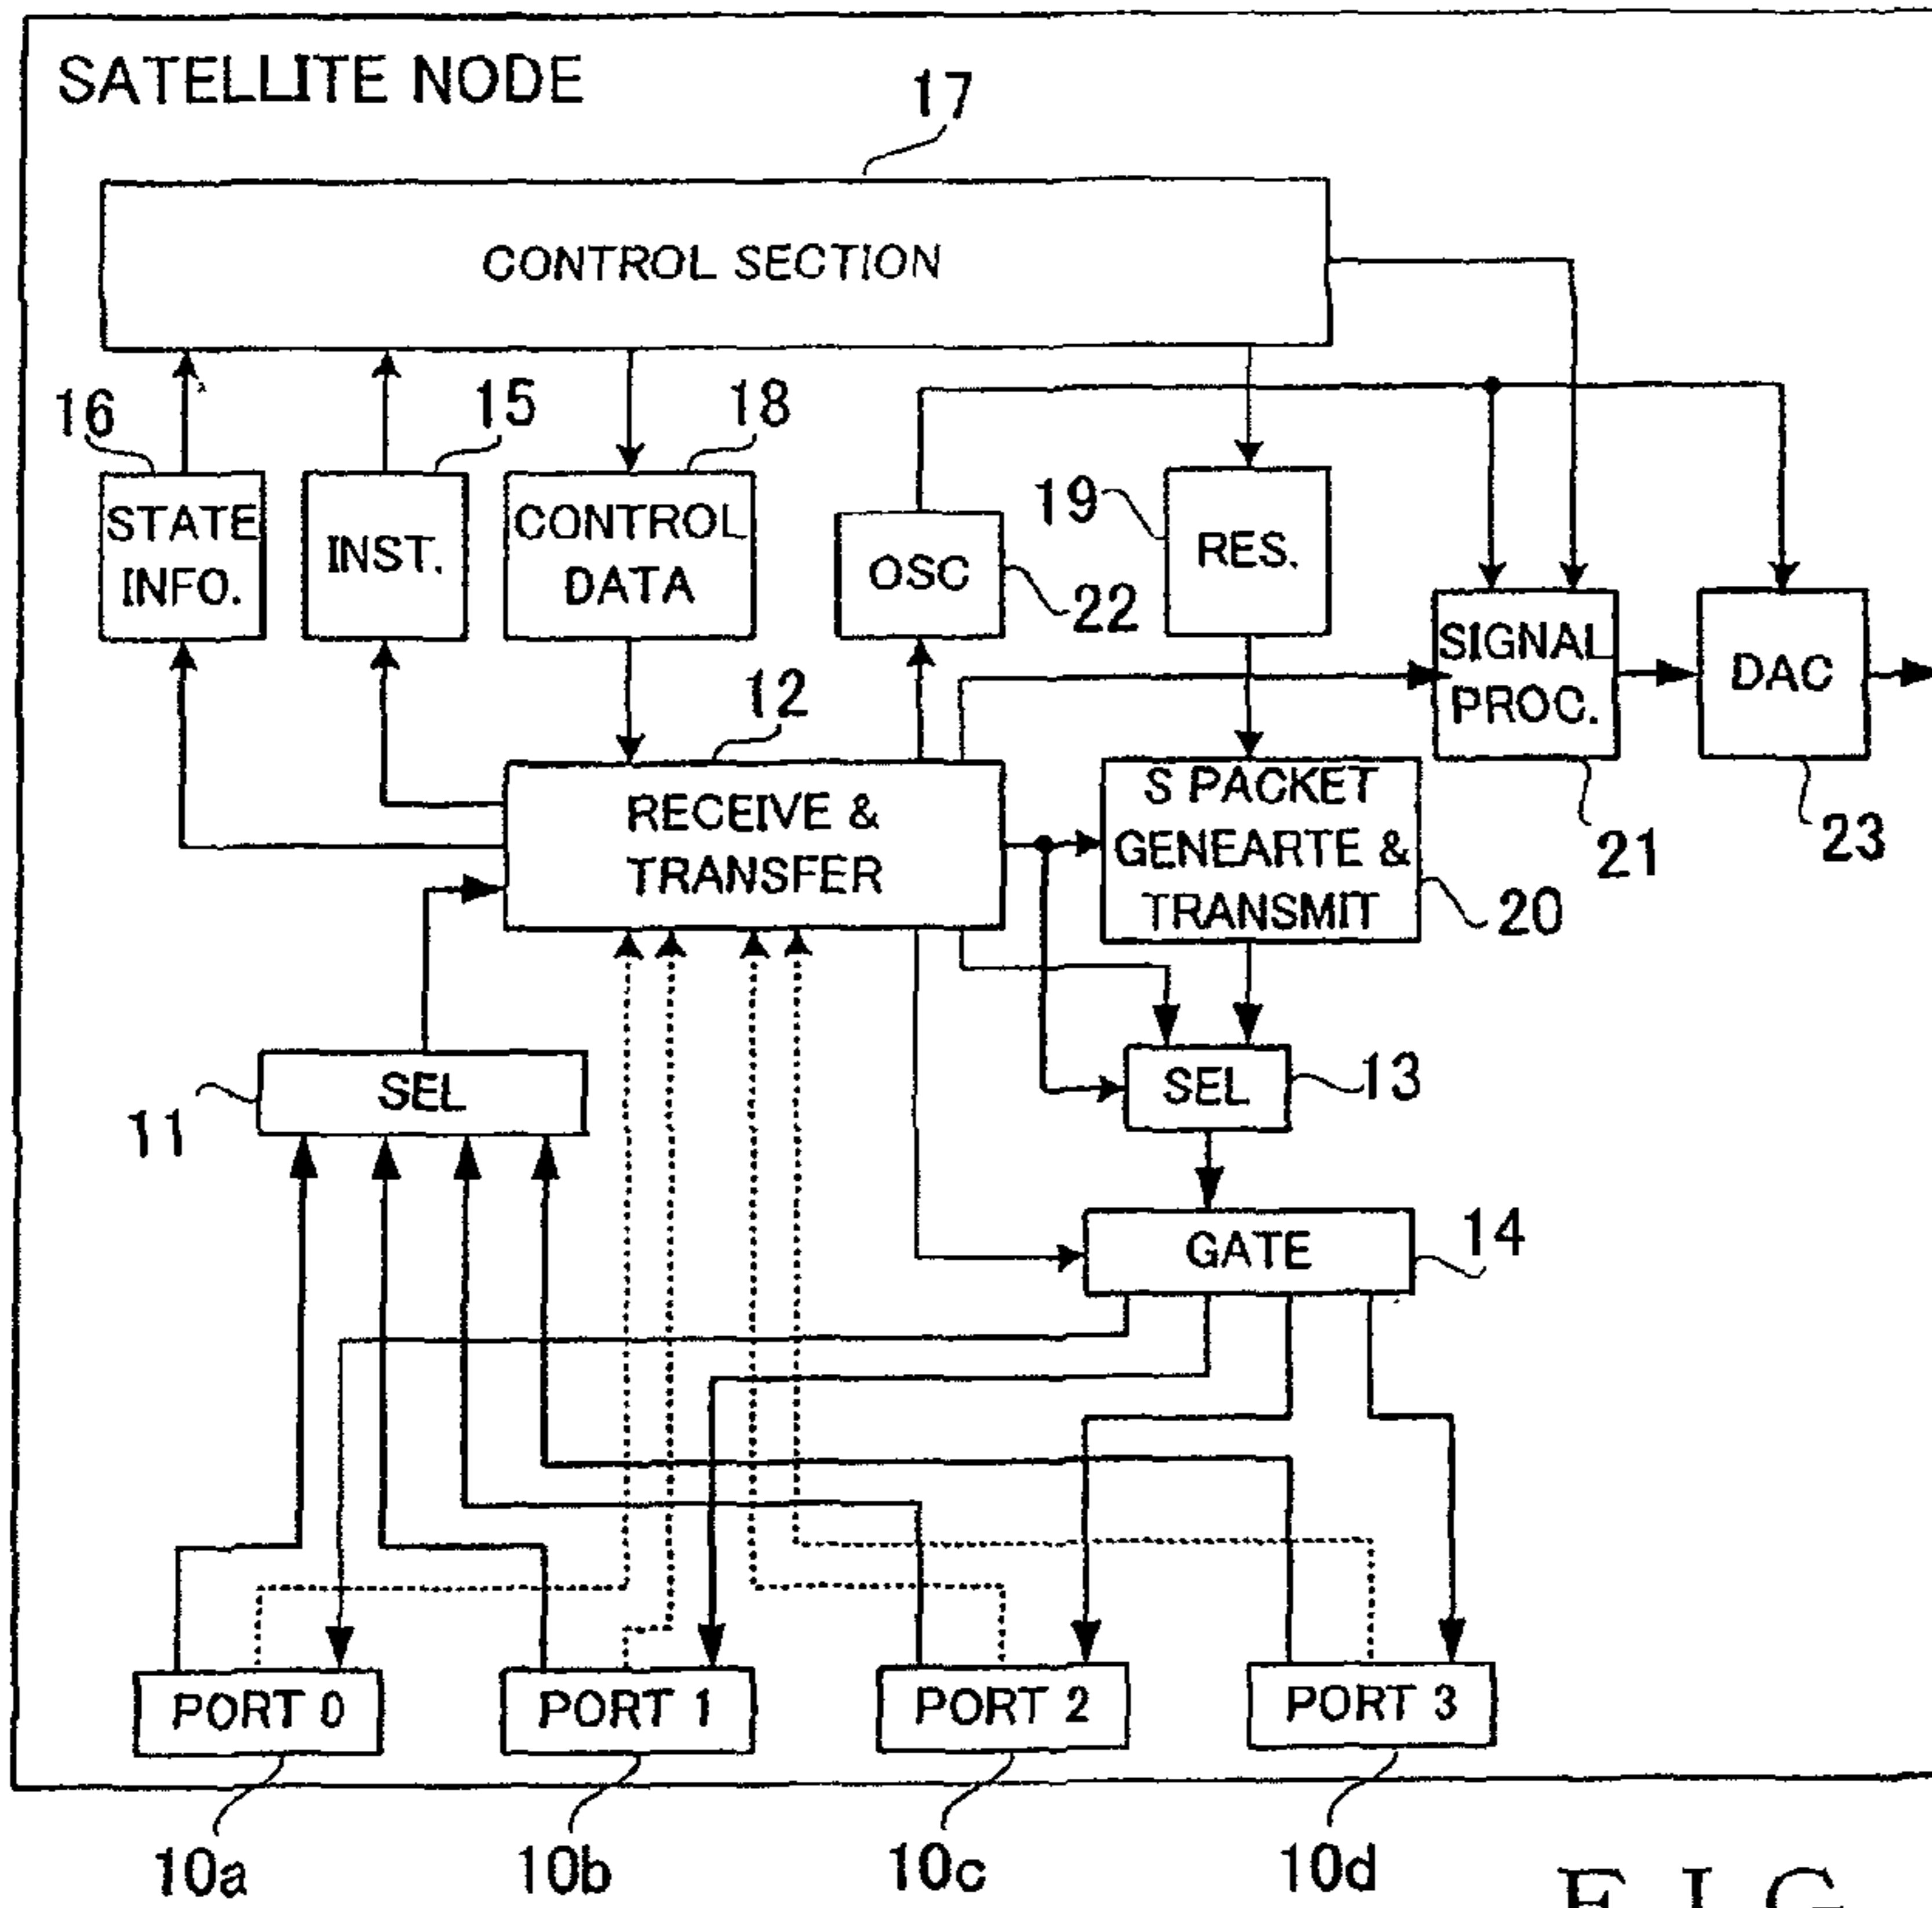 SATELLITE NODE
17
CONTROL SECTION
16
15
18
STATE
INFO.
INST.
CONTROL
DATA
OSC
22
19
RES.
SIGNAL
PROC.
21
DAC
23
12
RECEIVE &
TRANSFER
S PACKET
GENEARTE &
TRANSMIT
20
11
SEL
SEL
13
GATE
14
PORT 0
PORT 1
PORT 2
PORT 3
10a
10b
10c
10d
FIG